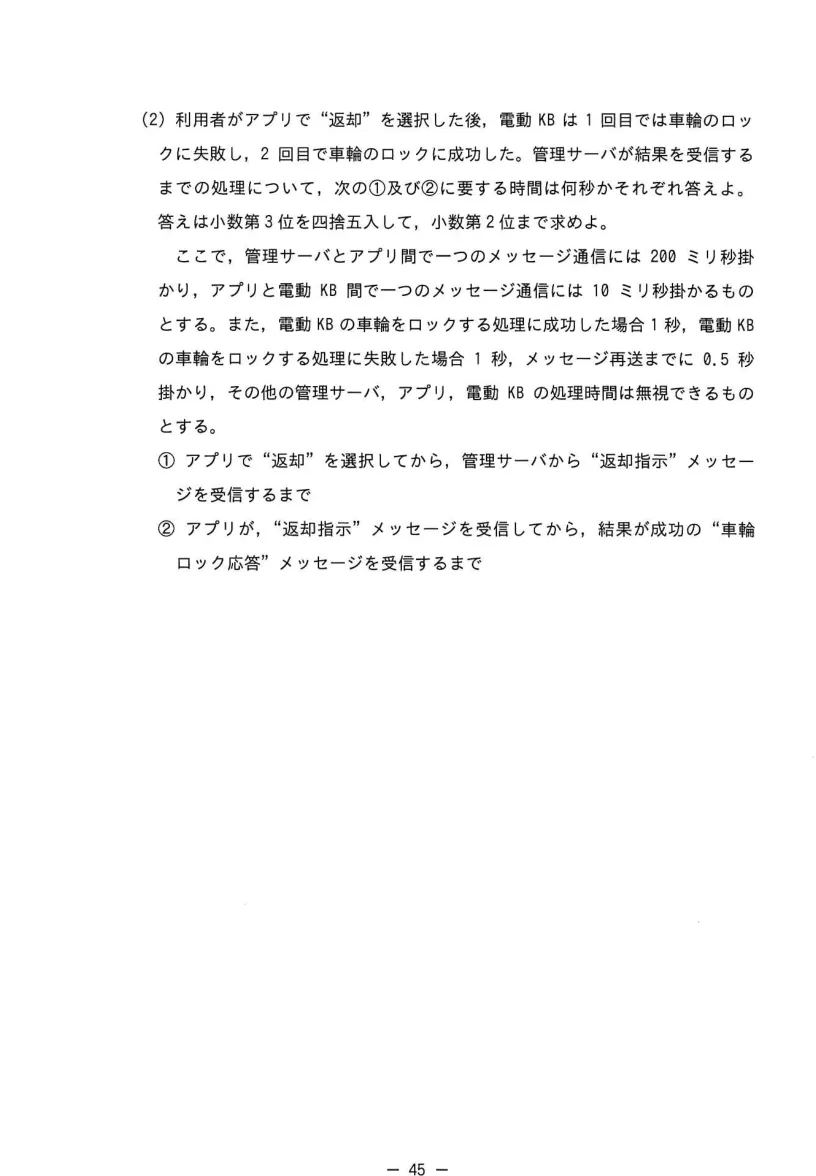 (2) 利用者がアプリで“返却”を選択した後，電動 KB は 1 回目では車輪のロッ
クに失敗し，2 回目で車輪のロックに成功した。管理サーバが結果を受信する
までの処理について，次の①及び②に要する時間は何秒かそれぞれ答えよ。
答えは小数第3位を四捨五入して，小数第2位まで求めよ。
ここで，管理サーバとアプリ間で一つのメッセージ通信には 200 ミリ秒掛
かり，アプリと電動 KB 間で一つのメッセージ通信には 10 ミリ秒掛かるもの
とする。また，電動 KB の車輪をロックする処理に成功した場合 1 秒，電動 KB
の車輪をロックする処理に失敗した場合 1 秒，メッセージ再送までに 0.5 秒
掛かり，その他の管理サーバ，アプリ，電動 KB の処理時間は無視できるもの
とする。
① アプリで“返却”を選択してから，管理サーバから“返却指示”メッセー
ジを受信するまで
② アプリが，“返却指示”メッセージを受信してから，結果が成功の“車輪
ロック応答”メッセージを受信するまで
— 45 —